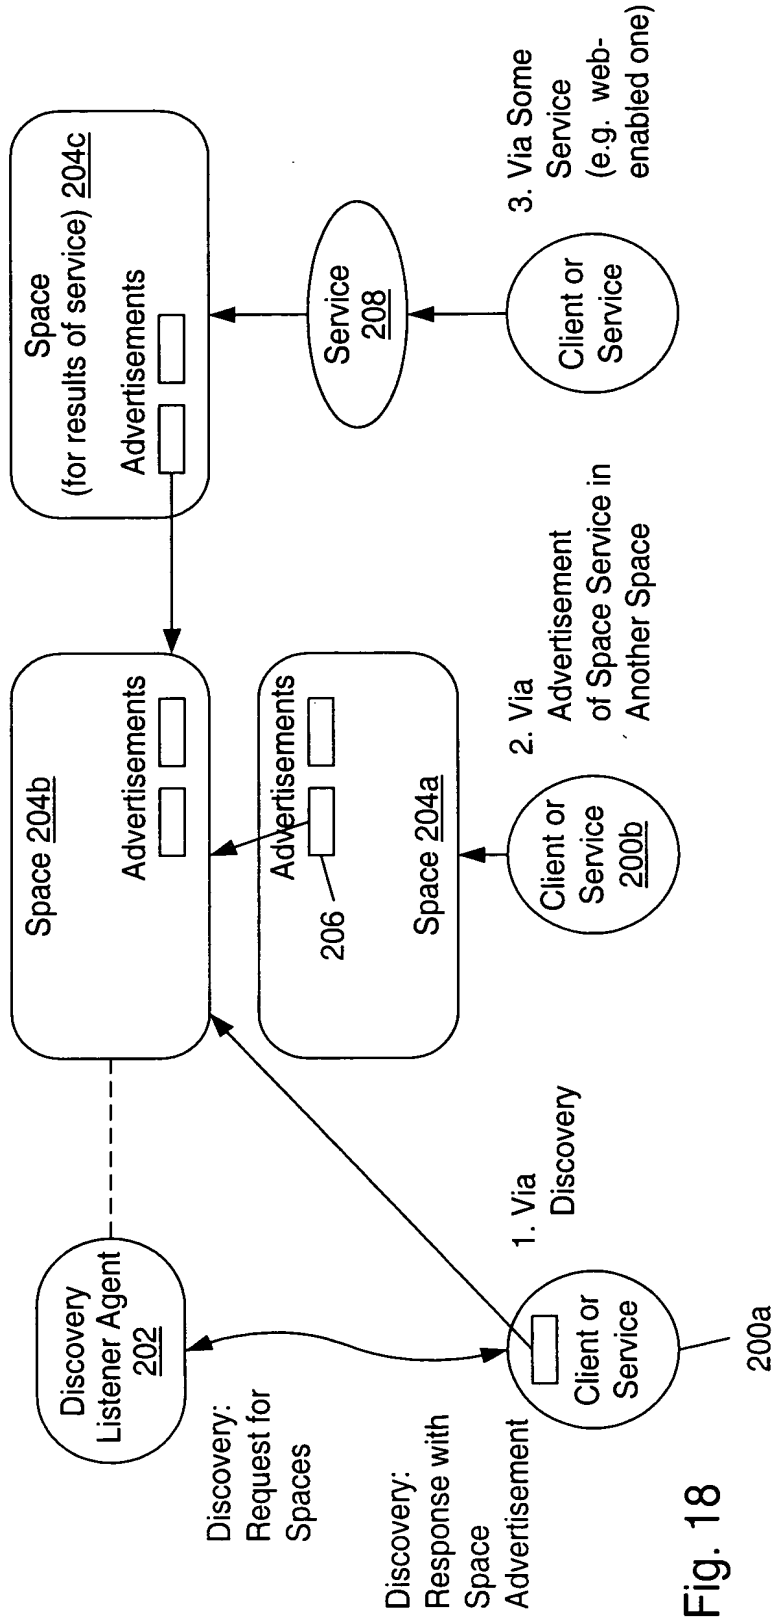 Discovery
Listener Agent
202
Discovery:
Request for
Spaces
Discovery:
Response with
Space
Advertisement
Client or
Service
200a
1. Via
Discovery
Space 204b
Advertisements
Advertisements
206
Space 204a
Client or
Service
200b
2. Via
Advertisement
of Space Service in
Another Space
Space
(for results of service) 204c
Advertisements
Service
208
Client or
Service
3. Via Some
Service
(e.g. web-
enabled one)
Fig. 18